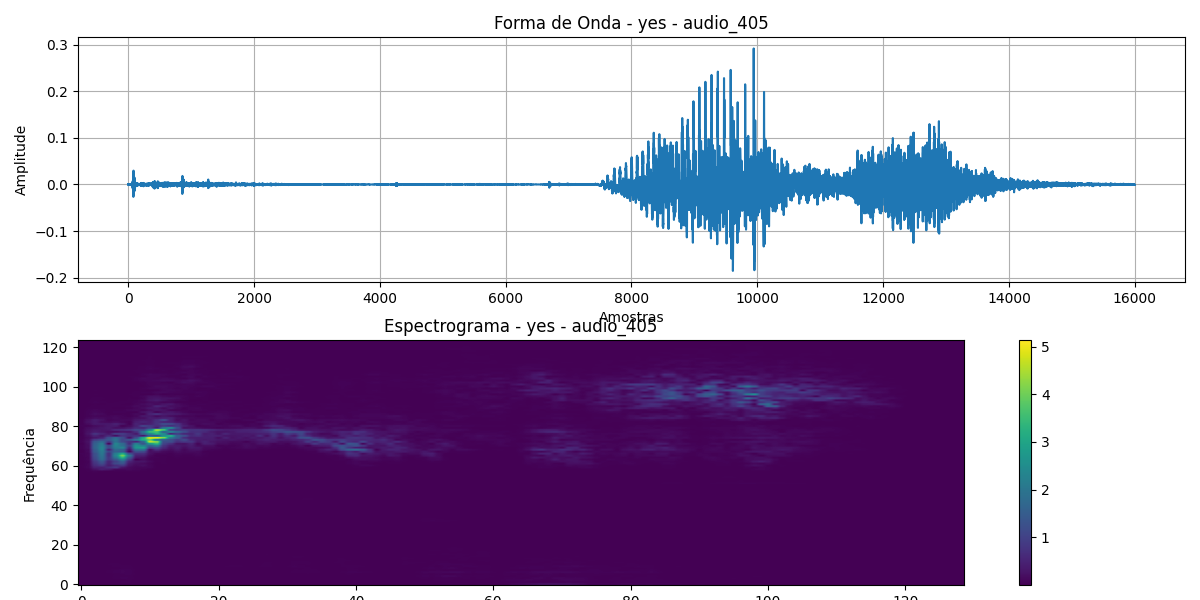 Forma de Onda - yes - audio_405
Amplitude
0.3
0.2
0.1
0.0
−0.1
−0.2
0 2000 4000 6000 8000 10000 12000 14000 16000
Amostras
Espectrograma - yes - audio_405
Frequência
120
100
80
60
40
20
0
0 20 40 60 80 100 120
5
4
3
2
1